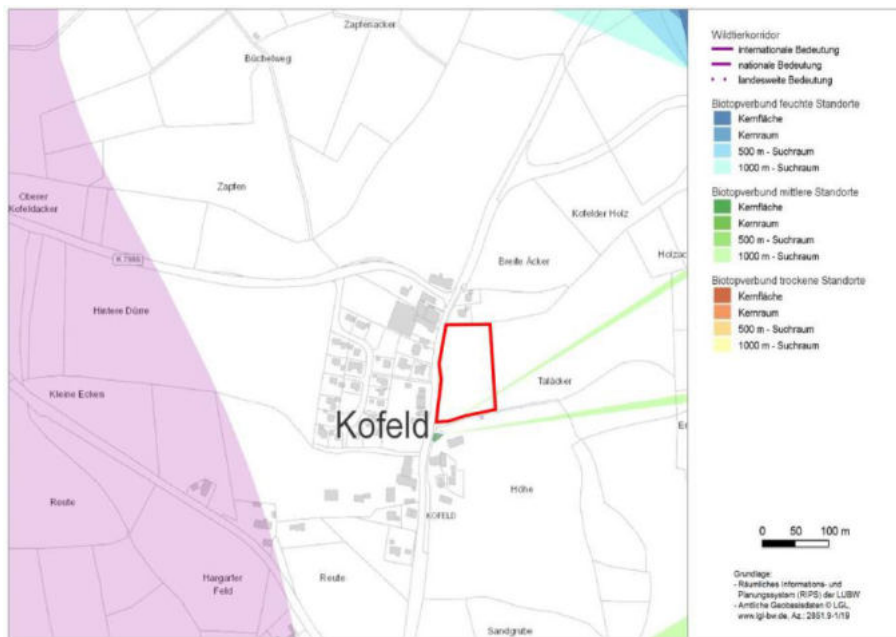 Zapfenacker
Büchelweg
Zapfen
Oberer
Kofeldacker
Kofelder Holz
Breite Äcker
Hintere Dürre
Taläcker
Kleine Eckers
Kofeld
Höhe
Reute
KOFELD
Hargarter
Feld
Reute
Sandgrube
Wildtierkorridor
internationale Bedeutung
nationale Bedeutung
landesweite Bedeutung
Biotopverbund feuchte Standorte
Kernfläche
Kernraum
500 m - Suchraum
1000 m - Suchraum
Biotopverbund mittlere Standorte
Kernfläche
Kernraum
500 m - Suchraum
1000 m - Suchraum
Biotopverbund trockene Standorte
Kernfläche
Kernraum
500 m - Suchraum
1000 m - Suchraum
0 50 100 m
Grundlage:
- Räumliches Informations- und
Planungssystem (RIPS) der LUBW
- Amtliche Geobasisdaten © LGL,
www.lgl-bw.de, Az.: 2851.9-1/19